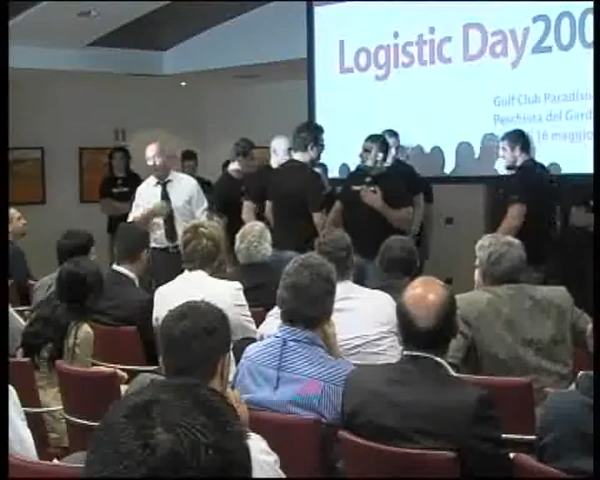 Logistic Day200
Golf Club Paradiso
Peschiera del Gard
16 maggio